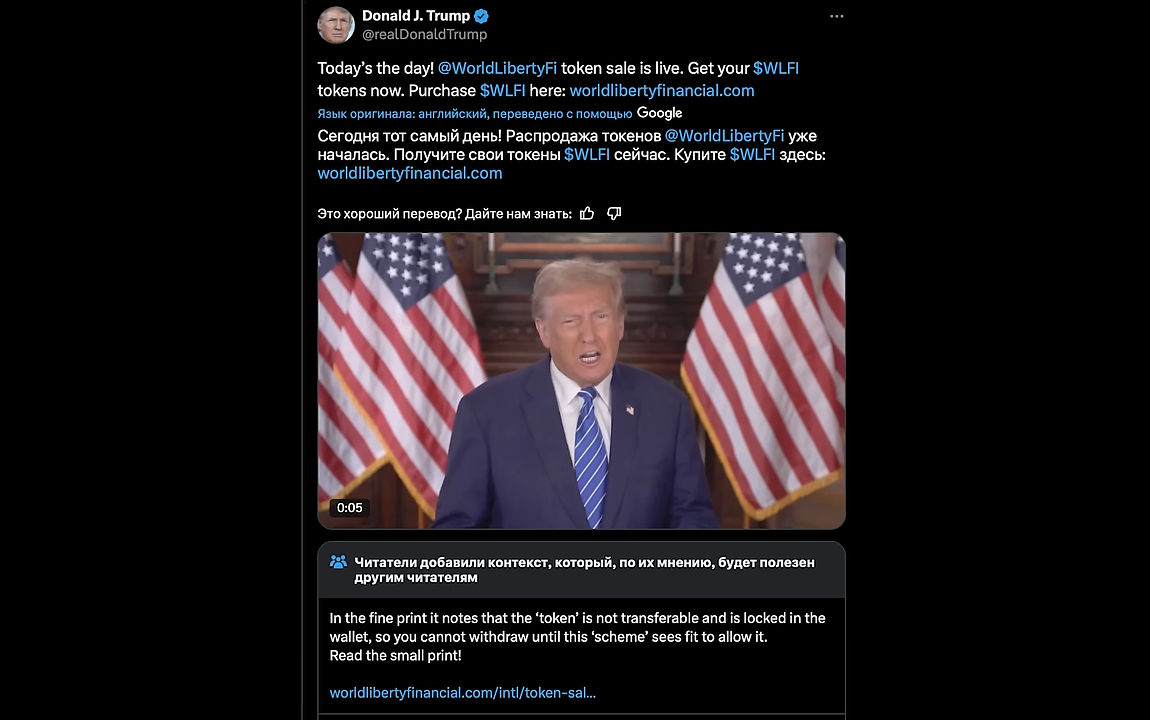 Donald J. Trump
@realDonaldTrump
Today's the day! @WorldLibertyFi token sale is live. Get your $WLFI
tokens now. Purchase $WLFI here: worldlibertyfinancial.com
Язык оригинала: английский, переведено с помощью Google
Сегодня тот самый день! Распродажа токенов @WorldLibertyFi уже
началась. Получите свои токены $WLFI сейчас. Купите $WLFI здесь:
worldlibertyfinancial.com
Это хороший перевод? Дайте нам знать:
0:05
Читатели добавили контекст, который, по их мнению, будет полезен
другим читателям
In the fine print it notes that the ‘token’ is not transferable and is locked in the
wallet, so you cannot withdraw until this ‘scheme’ sees fit to allow it.
Read the small print!
worldlibertyfinancial.com/intl/token-sal...